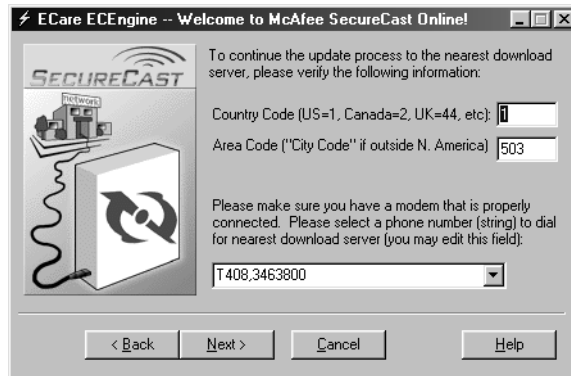 ECare ECEngine -- Welcome to McAfee SecureCast Online!
SECURECAST
network
To continue the update process to the nearest download
server, please verify the following information:
Country Code (US=1, Canada=2, UK=44, etc): 1
Area Code ("City Code" if outside N. America) 503
Please make sure you have a modem that is properly
connected. Please select a phone number (string) to dial
for nearest download server (you may edit this field):
T408,3463800
< Back
Next >
Cancel
Help